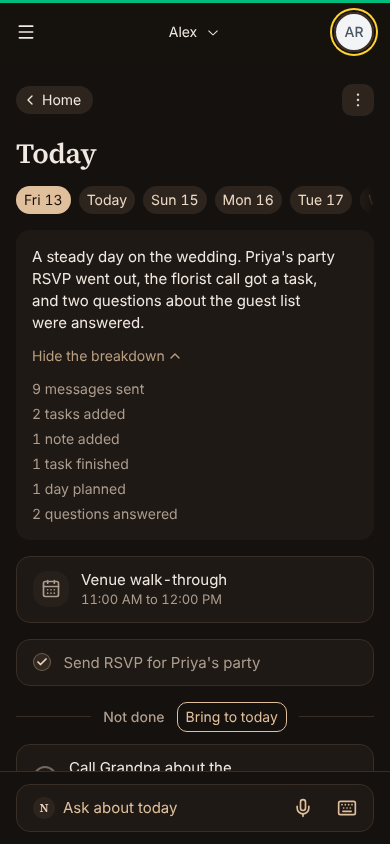 Alex
AR
Home
Today
Fri 13
Today
Sun 15
Mon 16
Tue 17
A steady day on the wedding. Priya's party
RSVP went out, the florist call got a task,
and two questions about the guest list
were answered.
Hide the breakdown
9 messages sent
2 tasks added
1 note added
1 task finished
1 day planned
2 questions answered
Venue walk-through
11:00 AM to 12:00 PM
Send RSVP for Priya's party
Not done
Bring to today
Call Grandpa about the
N
Ask about today